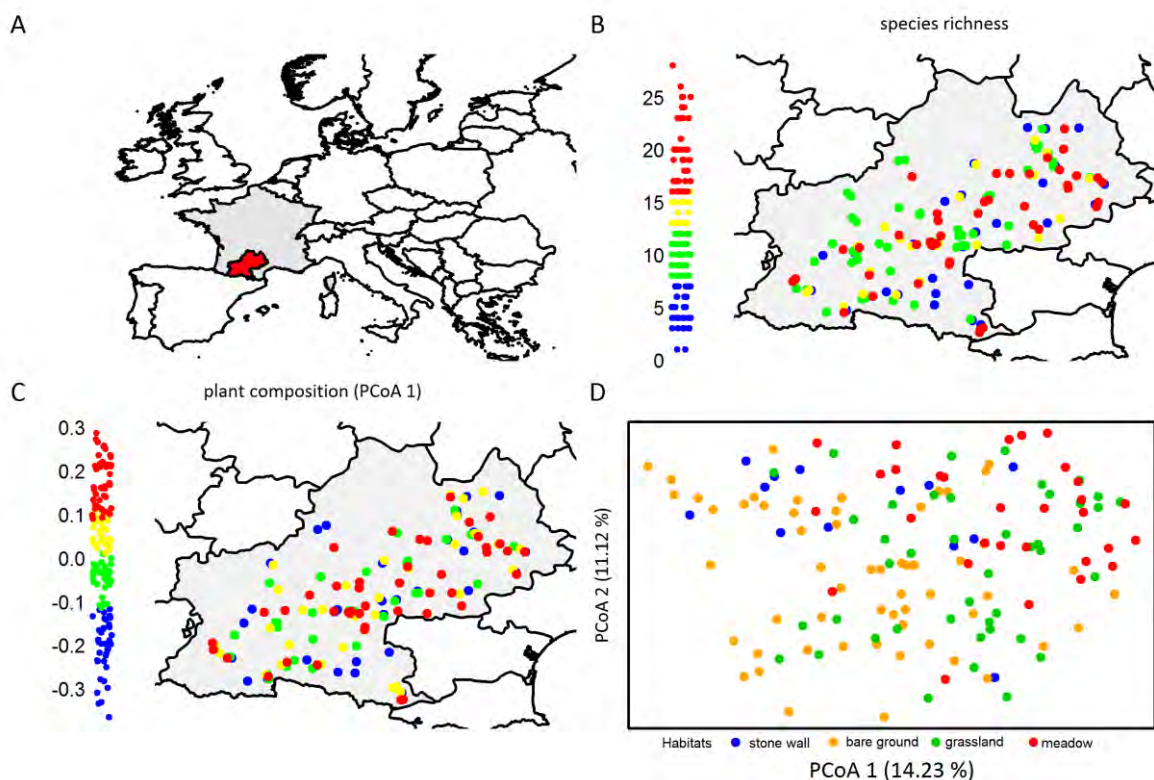 A
B
species richness
25
20
15
10
5
0
C
plant composition (PCoA 1)
0.3
0.2
0.1
0.0
-0.1
-0.2
-0.3
D
PCoA 2 (11.12 %)
Habitats stone wall bare ground grassland meadow
PCoA 1 (14.23 %)